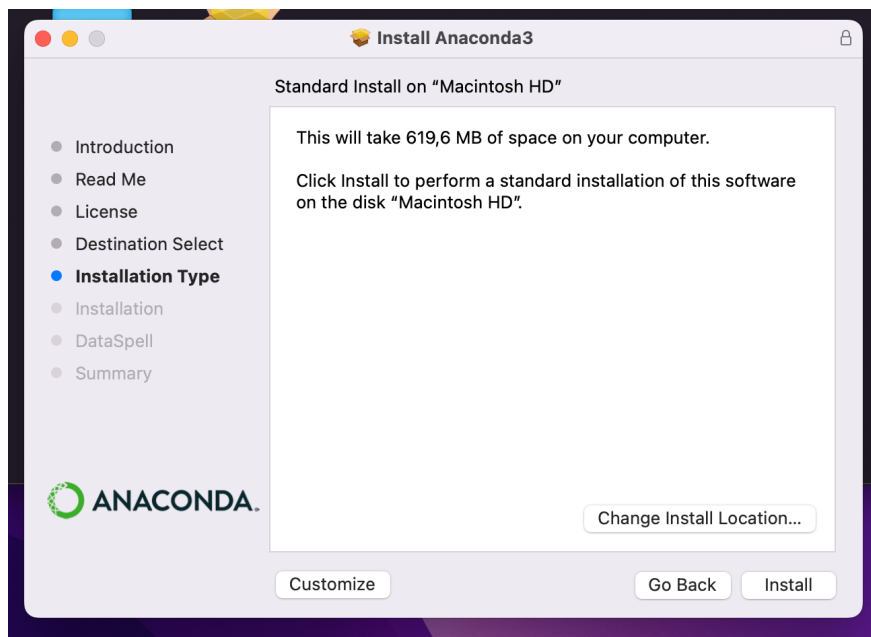 Install Anaconda3
Standard Install on “Macintosh HD”
Introduction
Read Me
License
Destination Select
Installation Type
Installation
DataSpell
Summary
This will take 619,6 MB of space on your computer.
Click Install to perform a standard installation of this software
on the disk “Macintosh HD”.
ANACONDA.
Change Install Location...
Customize
Go Back
Install